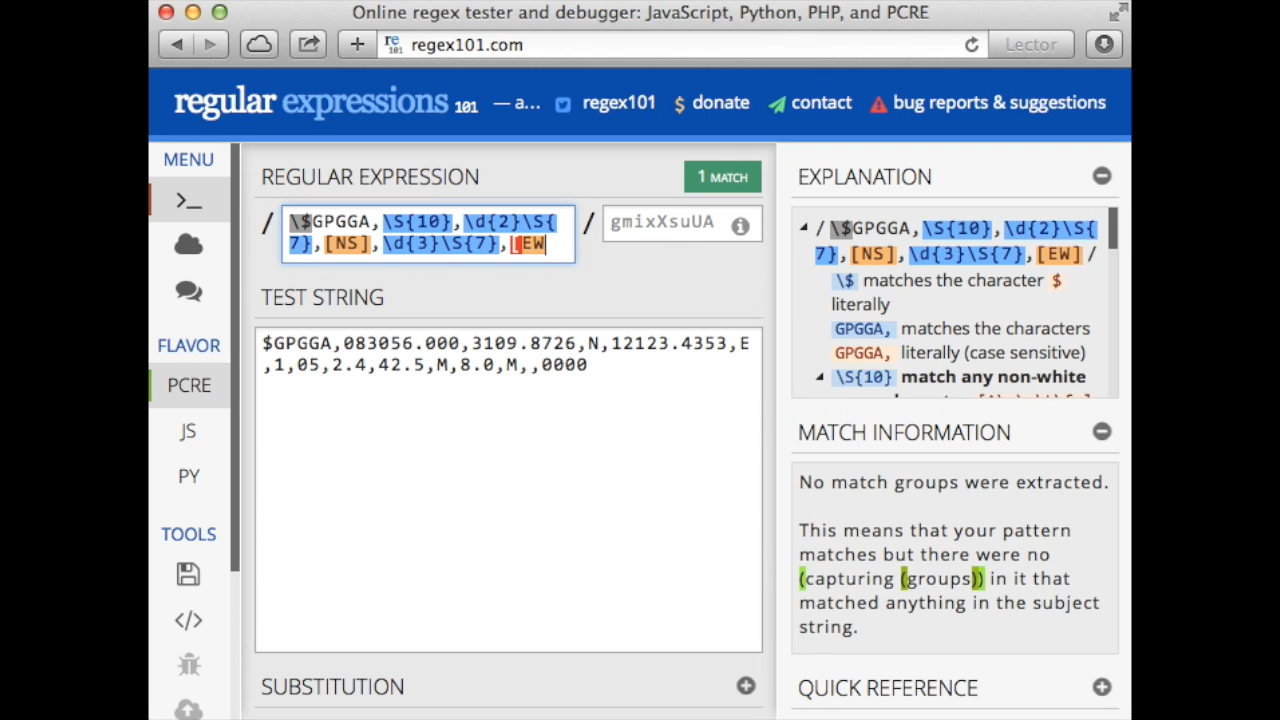 Online regex tester and debugger: JavaScript, Python, PHP, and PCRE
re 101 regex101.com Lector
regular expressions 101 — a... regex101 $ donate contact bug reports & suggestions
MENU
FLAVOR
PCRE
JS
PY
TOOLS
REGULAR EXPRESSION 1 MATCH
/ \$GPGGA,\S{10},\d{2}\S{ / gmixXsuUA
7},[NS],\d{3}\S{7},[EW
TEST STRING
$GPGGA,083056.000,3109.8726,N,12123.4353,E
,1,05,2.4,42.5,M,8.0,M,,0000
SUBSTITUTION
EXPLANATION
/ \$GPGGA,\S{10},\d{2}\S{
7},[NS],\d{3}\S{7},[EW] /
\$ matches the character $
literally
GPGGA, matches the characters
GPGGA, literally (case sensitive)
\S{10} match any non-white
MATCH INFORMATION
No match groups were extracted.
This means that your pattern
matches but there were no
(capturing (groups)) in it that
matched anything in the subject
string.
QUICK REFERENCE